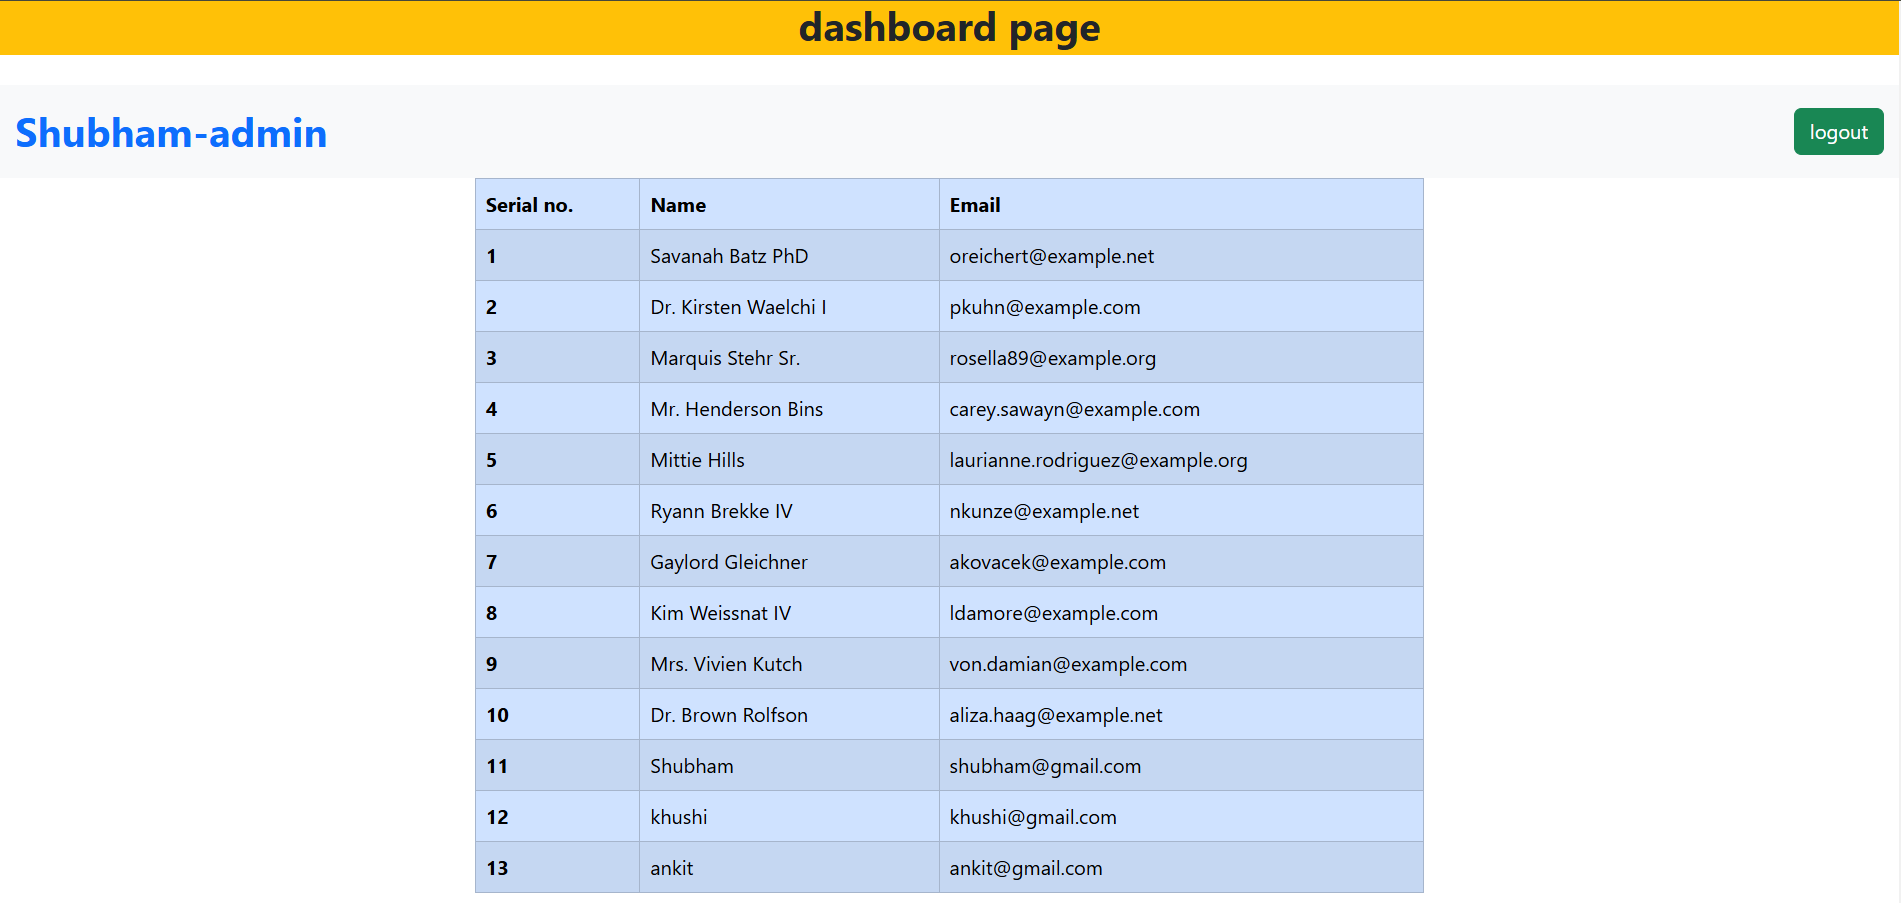 dashboard page
Shubham-admin logout
Serial no. Name Email
1 Savanah Batz PhD oreichert@example.net
2 Dr. Kirsten Waelchi I pkuhn@example.com
3 Marquis Stehr Sr. rosella89@example.org
4 Mr. Henderson Bins carey.sawayn@example.com
5 Mittie Hills laurianne.rodriguez@example.org
6 Ryann Brekke IV nkunze@example.net
7 Gaylord Gleichner akovacek@example.com
8 Kim Weissnat IV ldamore@example.com
9 Mrs. Vivien Kutch von.damian@example.com
10 Dr. Brown Rolfson aliza.haag@example.net
11 Shubham shubham@gmail.com
12 khushi khushi@gmail.com
13 ankit ankit@gmail.com